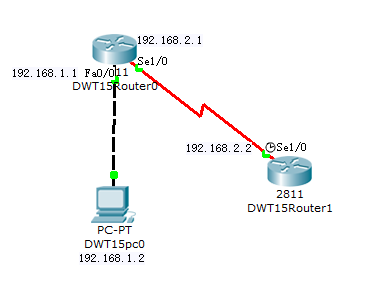 192.168.2.1
Se1/0
192.168.1.1 Fa0/0
11
DWT15Router0
192.168.2.2
Se1/0
2811
DWT15Router1
PC-PT
DWT15pc0
192.168.1.2